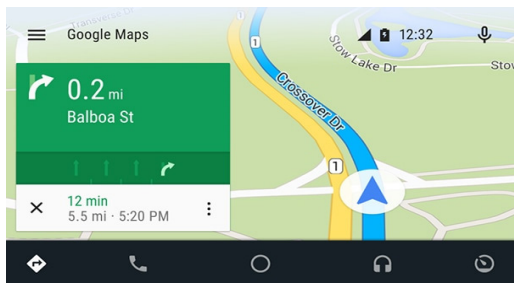 Transverse Dr
Google Maps
12:32
1
Stow Lake Dr
Stow
0.2 mi
Balboa St
Crossover Dr
1
12 min
5.5 mi · 5:20 PM